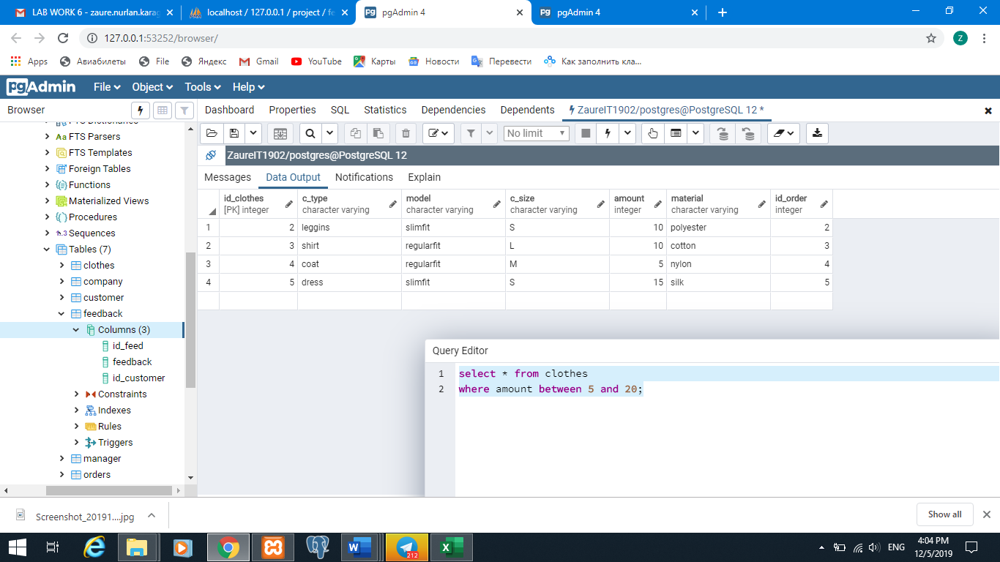 LAB WORK 6 - zaure.nurlan.karag
localhost / 127.0.0.1 / project / fe
pgAdmin 4
pgAdmin 4
127.0.0.1:53252/browser/
Z
Apps
Авиабилеты
File
Яндекс
Gmail
YouTube
Карты
Новости
Перевести
Как заполнить кла...
pgAdmin
File
Object
Tools
Help
Browser
Dashboard
Properties
SQL
Statistics
Dependencies
Dependents
ZaureIT1902/postgres@PostgreSQL 12 *
FTS Dictionaries
FTS Parsers
FTS Templates
Foreign Tables
Functions
Materialized Views
Procedures
1..3 Sequences
Tables (7)
clothes
company
customer
feedback
Columns (3)
id_feed
feedback
id_customer
Constraints
Indexes
Rules
Triggers
manager
orders
No limit
ZaureIT1902/postgres@PostgreSQL 12
Messages
Data Output
Notifications
Explain
id_clothes [PK] integer c_type character varying model character varying c_size character varying amount integer material character varying id_order integer
1 2 leggins slimfit S 10 polyester 2
2 3 shirt regularfit L 10 cotton 3
3 4 coat regularfit M 5 nylon 4
4 5 dress slimfit S 15 silk 5
Query Editor
1 select * from clothes
2 where amount between 5 and 20;
Screenshot_20191....jpg
Show all
212
ENG
4:04 PM
12/5/2019